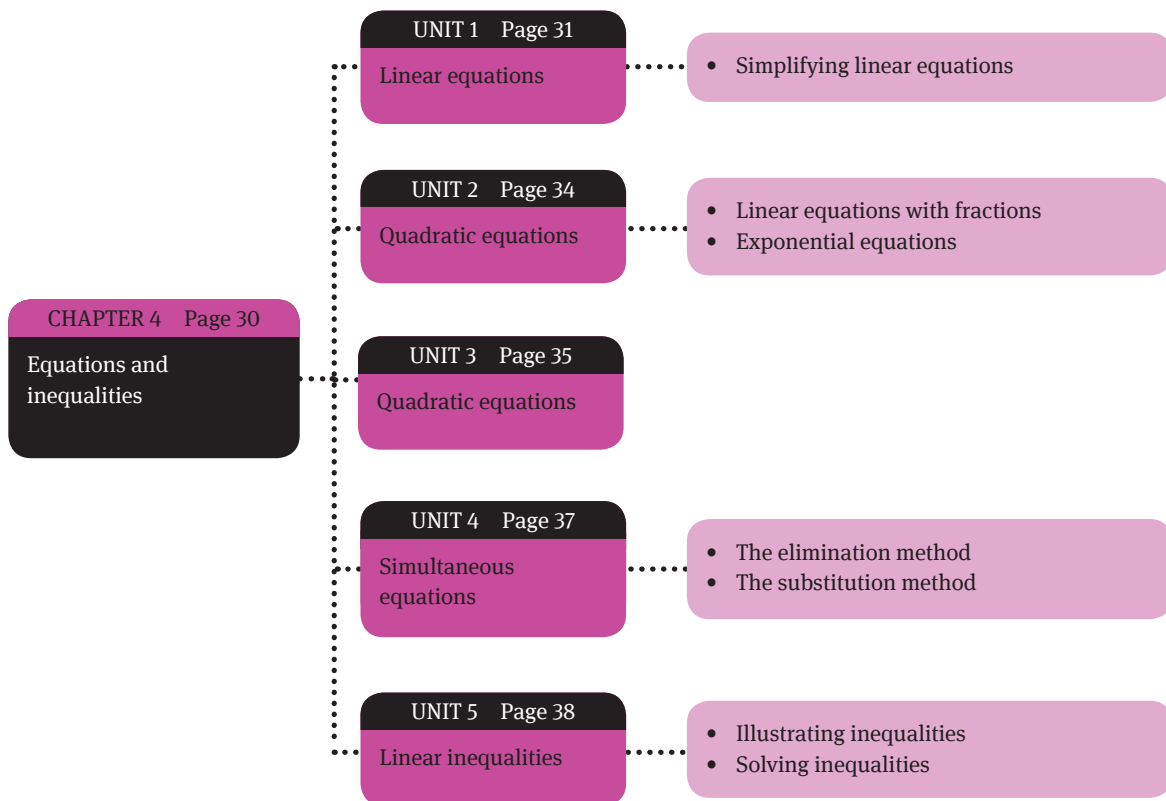 UNIT 1 Page 31
Linear equations
• Simplifying linear equations
UNIT 2 Page 34
Quadratic equations
• Linear equations with fractions
• Exponential equations
CHAPTER 4 Page 30
Equations and
inequalities
UNIT 3 Page 35
Quadratic equations
UNIT 4 Page 37
Simultaneous
equations
• The elimination method
• The substitution method
UNIT 5 Page 38
Linear inequalities
• Illustrating inequalities
• Solving inequalities